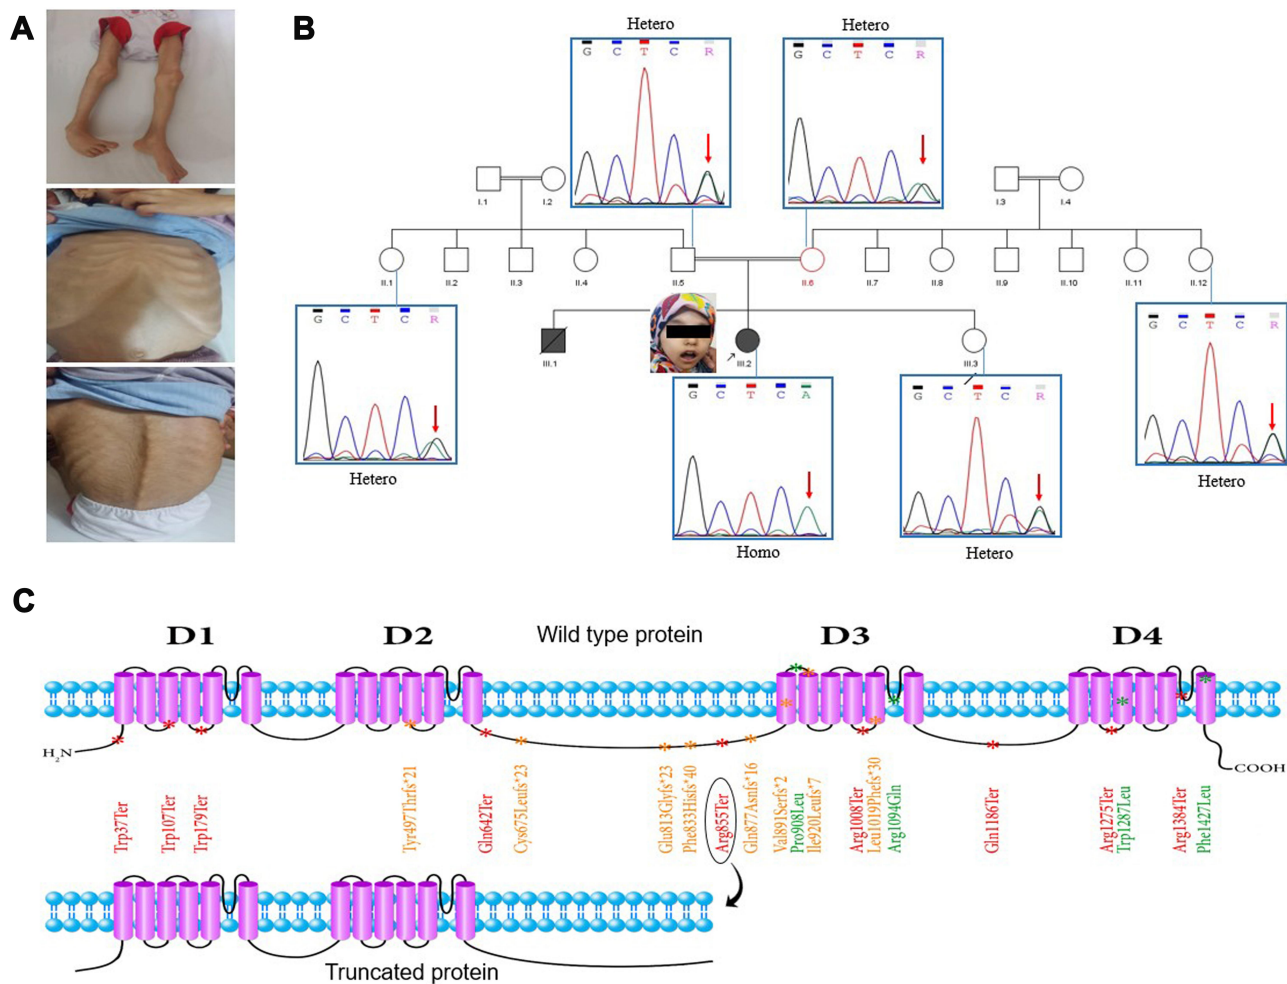 A
B
Hetero
Hetero
G C T C R
G C T C R
I.1
I.2
I.3
I.4
II.1
II.2
II.3
II.4
II.5
II.6
II.7
II.8
II.9
II.10
II.11
II.12
G C T C R
Hetero
III.1
III.2
III.3
G C T C A
Homo
G C T C R
Hetero
G C T C R
Hetero
C
D1
D2
Wild type protein
D3
D4
H2N
COOH
Trp37Ter
Trp107Ter
Trp179Ter
Tyr497Thrfs*21
Gln642Ter
Cys675Leufs*23
Glu813Glyfs*23
Phe833Hisfs*40
Arg855Ter
Gln877Asnfs*16
Val891Serfs*2
Pro908Leu
Ile920Leufs*7
Arg1008Ter
Leu1019Phefs*30
Arg1094Gln
Gln1186Ter
Arg1275Ter
Trp1287Leu
Arg1384Ter
Phe1427Leu
Truncated protein